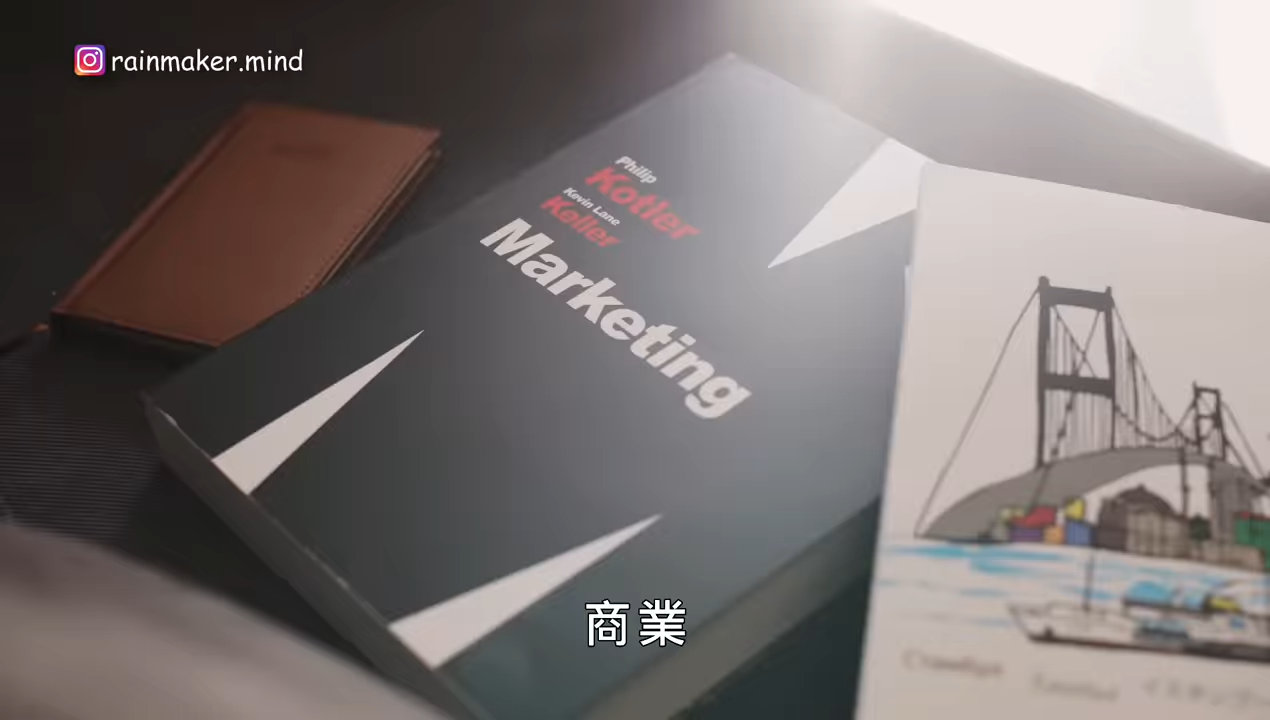 rainmaker.mind
Philip
Kotler
Kevin Lane
Keller
Marketing
商業